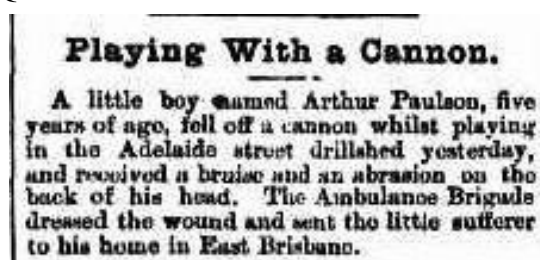 Playing With a Cannon.
A little boy named Arthur Paulson, five
years of ago, fell off a cannon whilst playing
in the Adelaide street drillshed yesterday,
and received a bruise and an abrasion on the
back of his head. The Ambulance Brigade
dressed the wound and sent the little sufferer
to his home in East Brisbane.